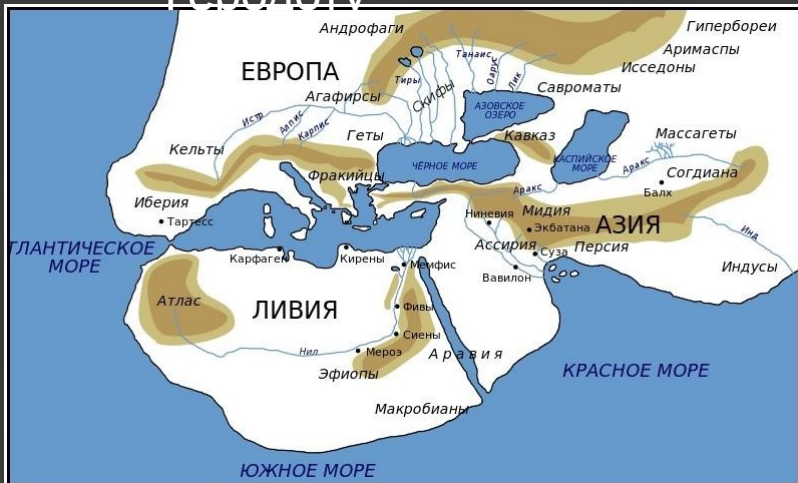 Геродоту
Андрофаги
Гипербореи
Аримаспы
Исседоны
ЕВРОПА
Тиры
Танаис
Оарус
Лик
Савроматы
Агафирсы
Скифы
АЗОВСКОЕ
ОЗЕРО
Истр
Алпис
Карпис
Геты
Кавказ
Массагеты
Кельты
ЧЁРНОЕ МОРЕ
КАСПИЙСКОЕ
МОРЕ
Аракс
Согдиана
Фракийцы
Аракс
Балх
Иберия
Тартесс
Ниневия
Мидия
Экбатана
АЗИЯ
Инд
ТЛАНТИЧЕСКОЕ
МОРЕ
Карфаген
Кирены
Мемфис
Ассирия
Суза
Персия
Вавилон
Индусы
Атлас
ЛИВИЯ
Фивы
Сиены
Нил
Мероэ
Аравия
Эфиопы
КРАСНОЕ МОРЕ
Макробианы
ЮЖНОЕ МОРЕ